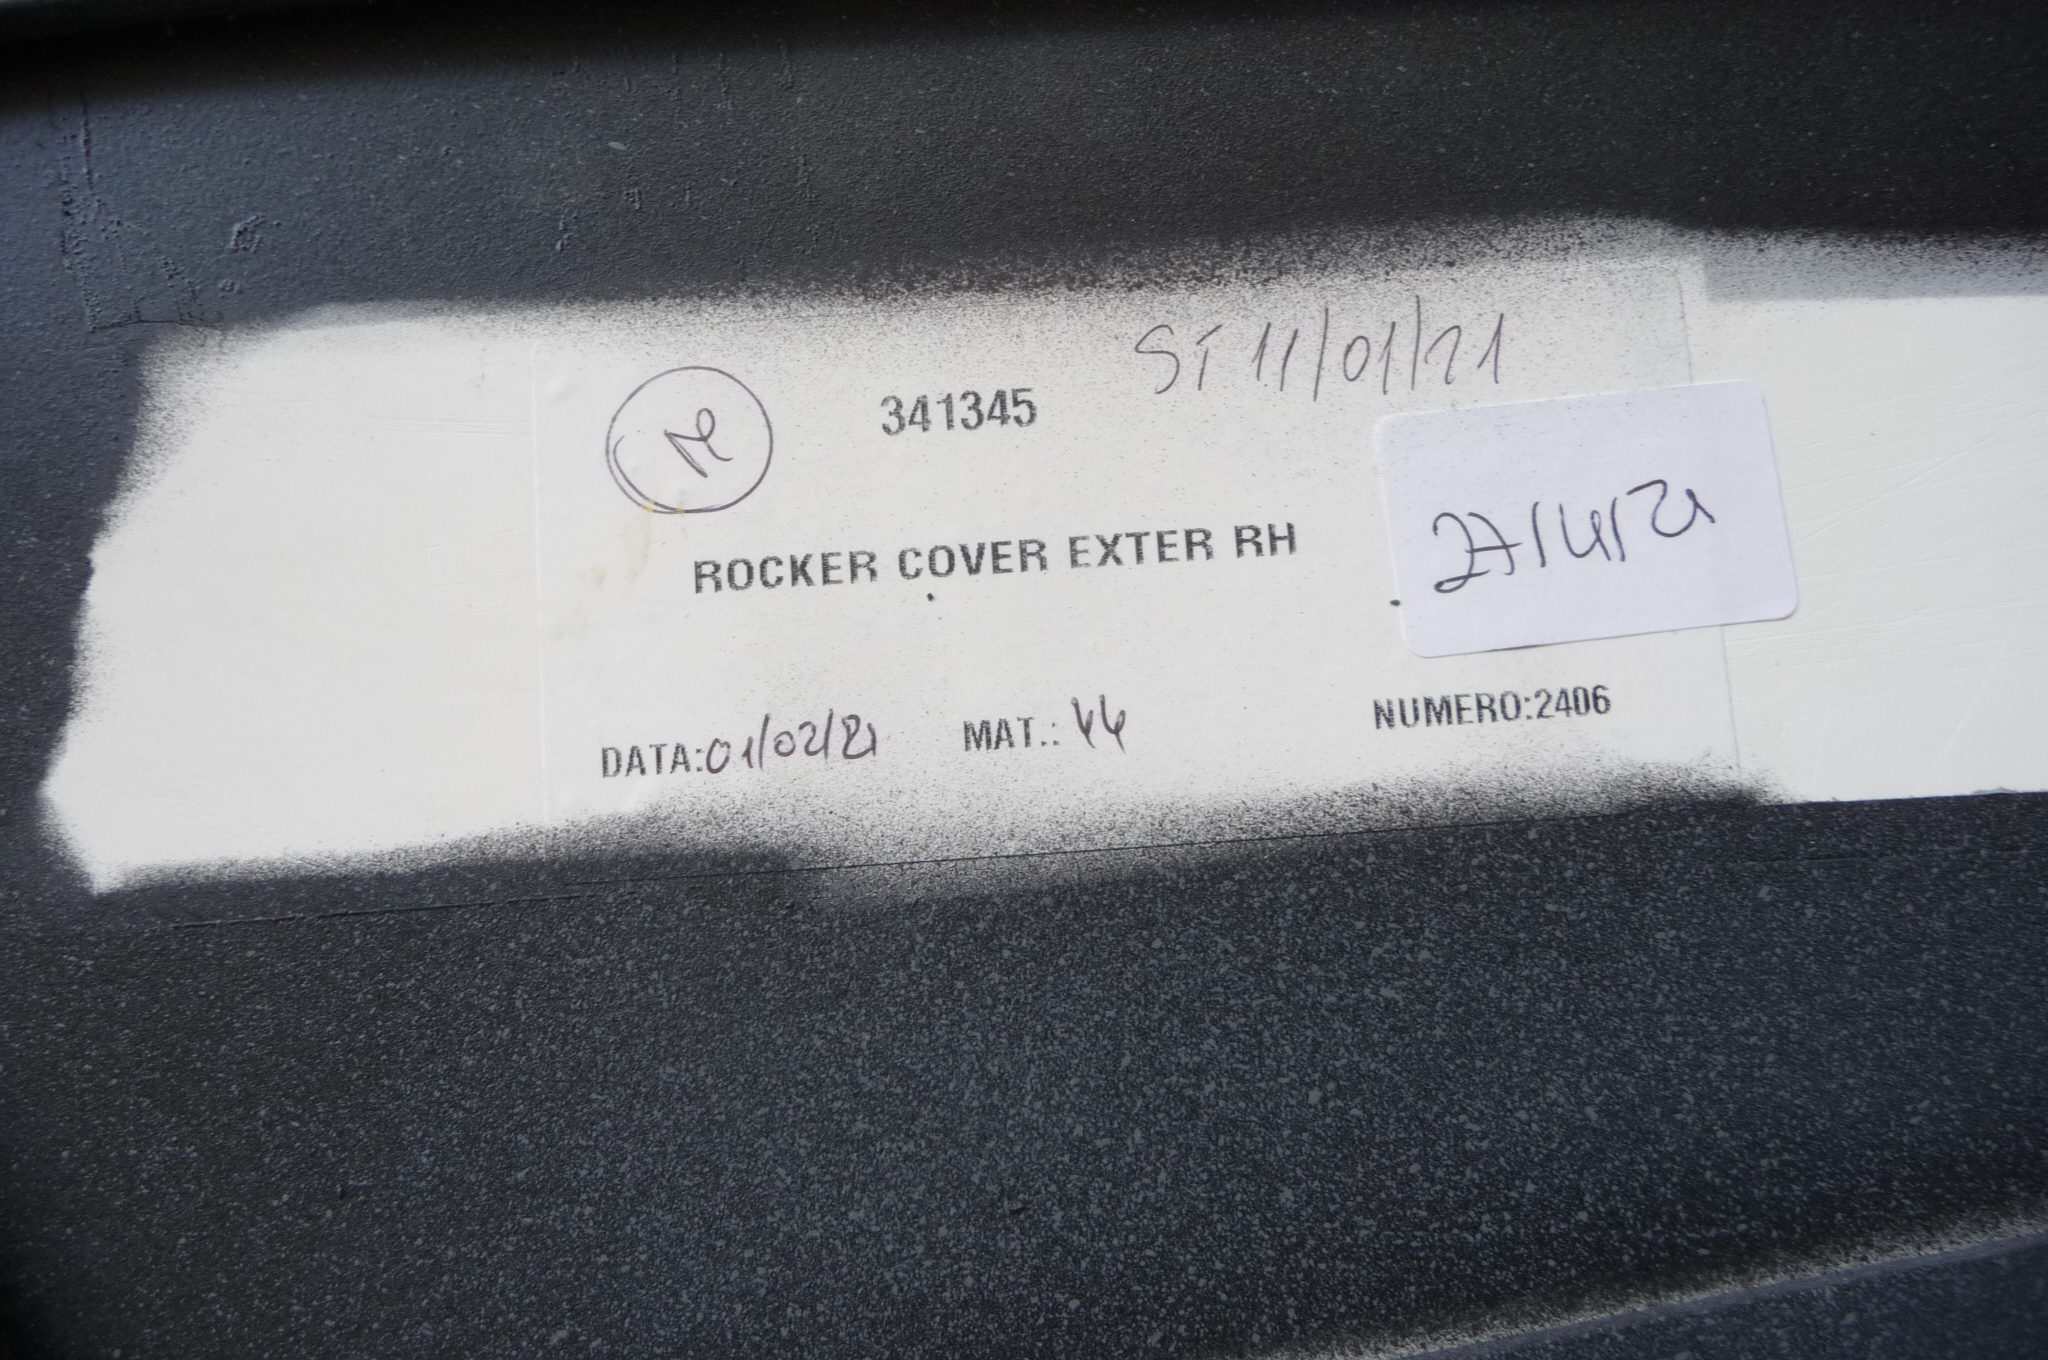 ST 11/01/21
341345
ROCKER COVER EXTER RH
27/4/21
DATA:01/02/21 MAT.: 44 NUMERO:2406